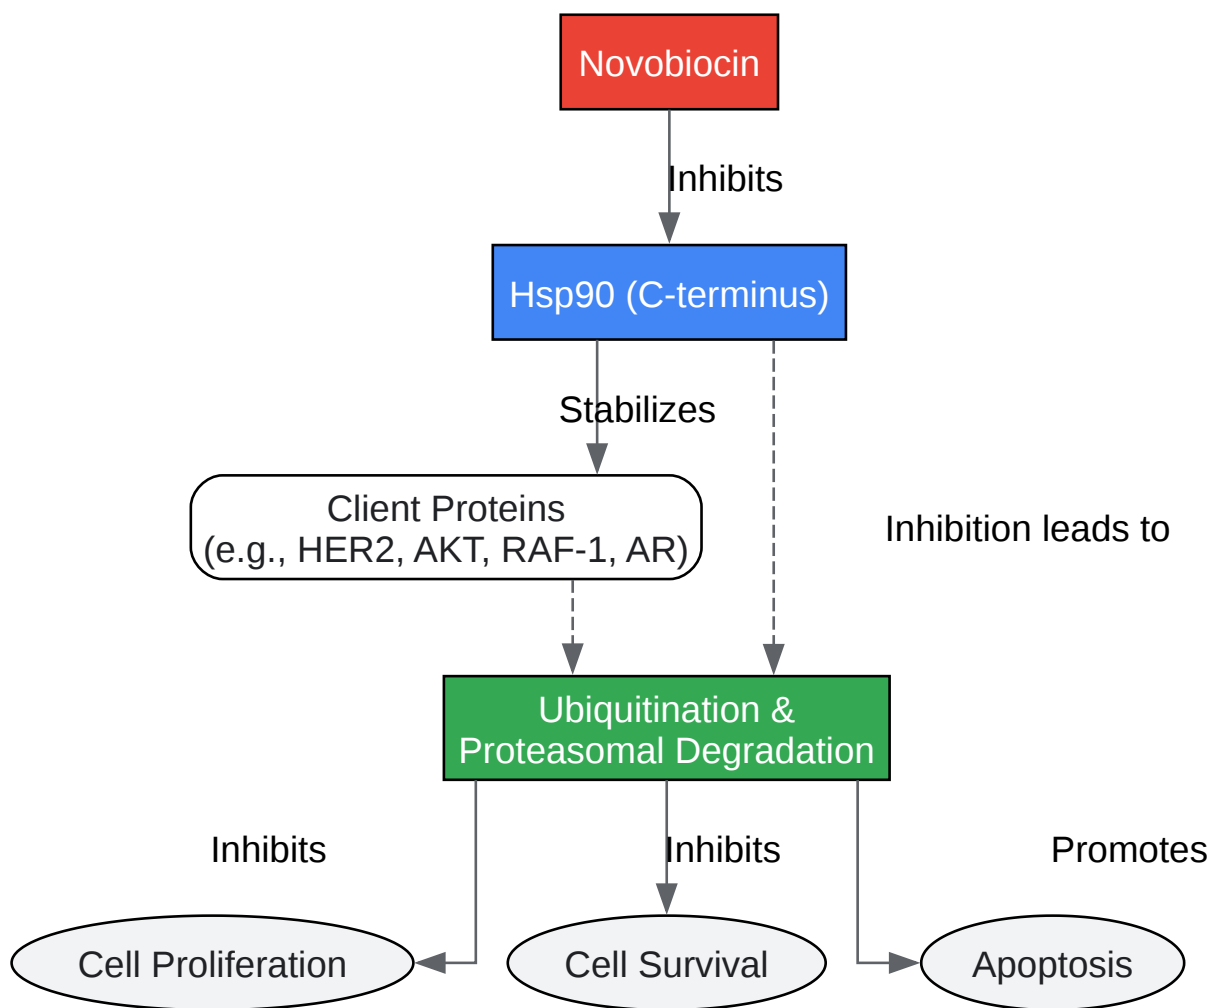 Novobiocin
Inhibits
Hsp90 (C-terminus)
Stabilizes
Client Proteins
(e.g., HER2, AKT, RAF-1, AR)
Inhibition leads to
Ubiquitination &
Proteasomal Degradation
Inhibits
Inhibits
Promotes
Cell Proliferation
Cell Survival
Apoptosis